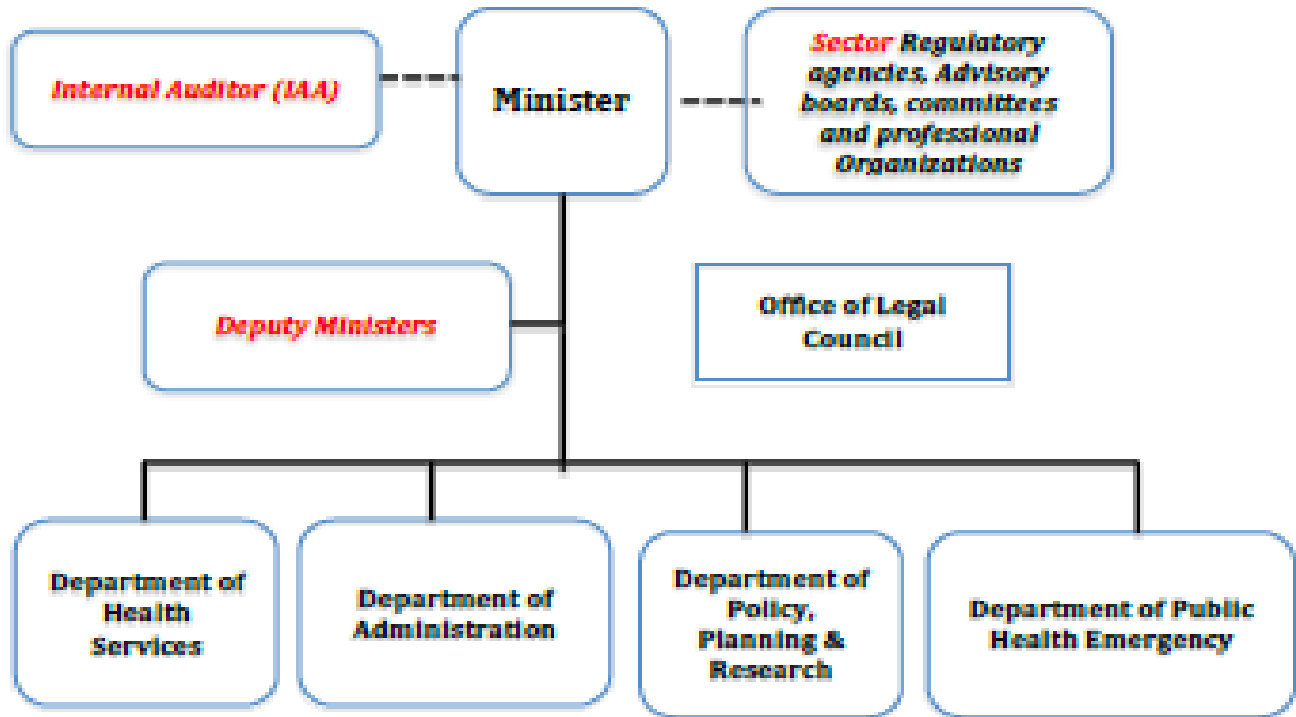 Internal Auditor (IAA)
Minister
Sector Regulatory
agencies, Advisory
boards, committees
and professional
Organizations
Deputy Ministers
Office of Legal
Council
Department of
Health
Services
Department of
Administration
Department of
Policy,
Planning &
Research
Department of Public
Health Emergency